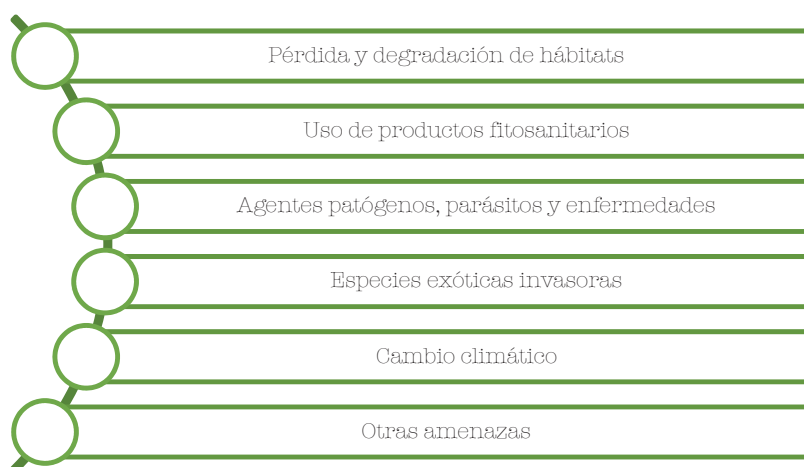 Pérdida y degradación de hábitats
Uso de productos fitosanitarios
Agentes patógenos, parásitos y enfermedades
Especies exóticas invasoras
Cambio climático
Otras amenazas